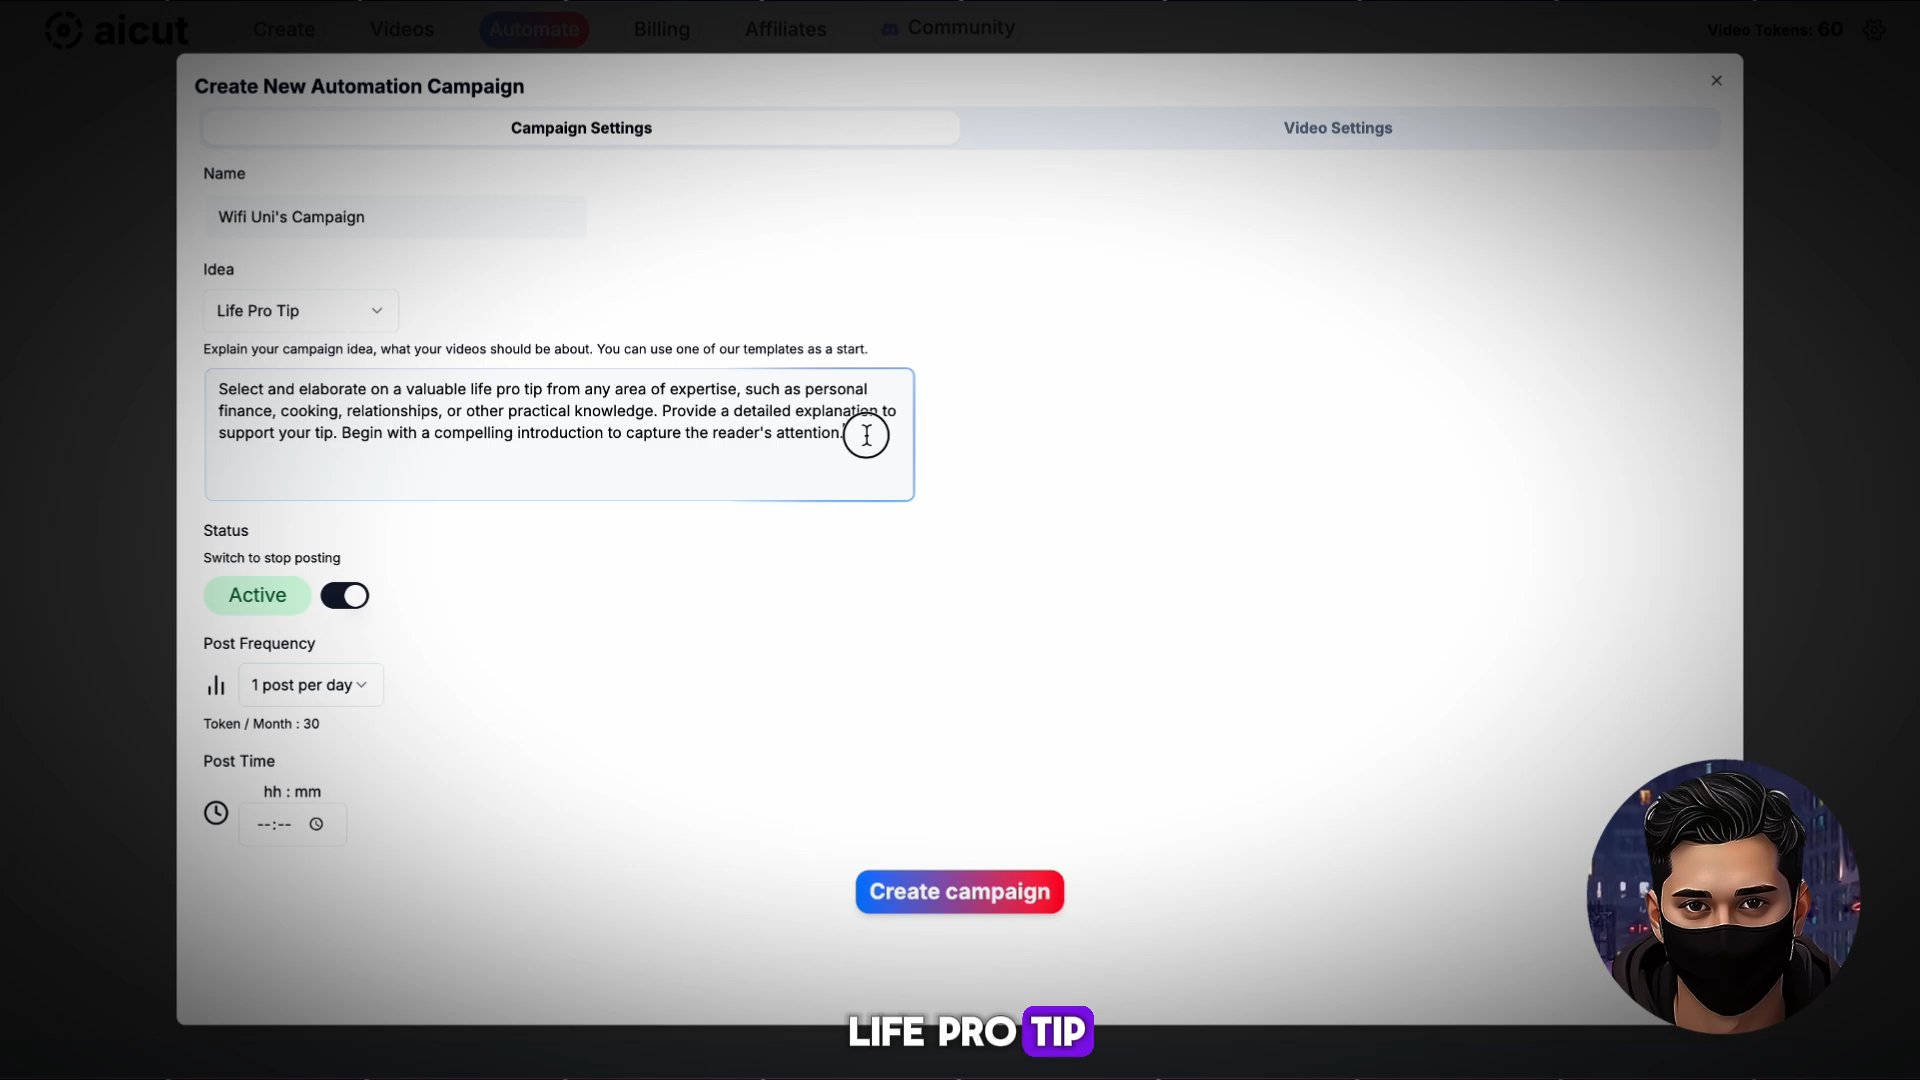 aicut
Create
Videos
Automate
Billing
Affiliates
Community
Video Tokens: 60
Create New Automation Campaign
Campaign Settings
Video Settings
Name
Wifi Uni's Campaign
Idea
Life Pro Tip
Explain your campaign idea, what your videos should be about. You can use one of our templates as a start.
Select and elaborate on a valuable life pro tip from any area of expertise, such as personal
finance, cooking, relationships, or other practical knowledge. Provide a detailed explanation to
support your tip. Begin with a compelling introduction to capture the reader's attention.
Status
Switch to stop posting
Active
Post Frequency
1 post per day
Token / Month : 30
Post Time
hh : mm
--:--
Create campaign
LIFE PRO TIP